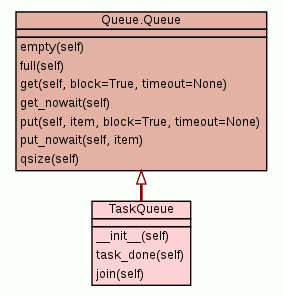 Queue.Queue
empty(self)
full(self)
get(self, block=True, timeout=None)
get_nowait(self)
put(self, item, block=True, timeout=None)
put_nowait(self, item)
qsize(self)
TaskQueue
__init__(self)
task_done(self)
join(self)